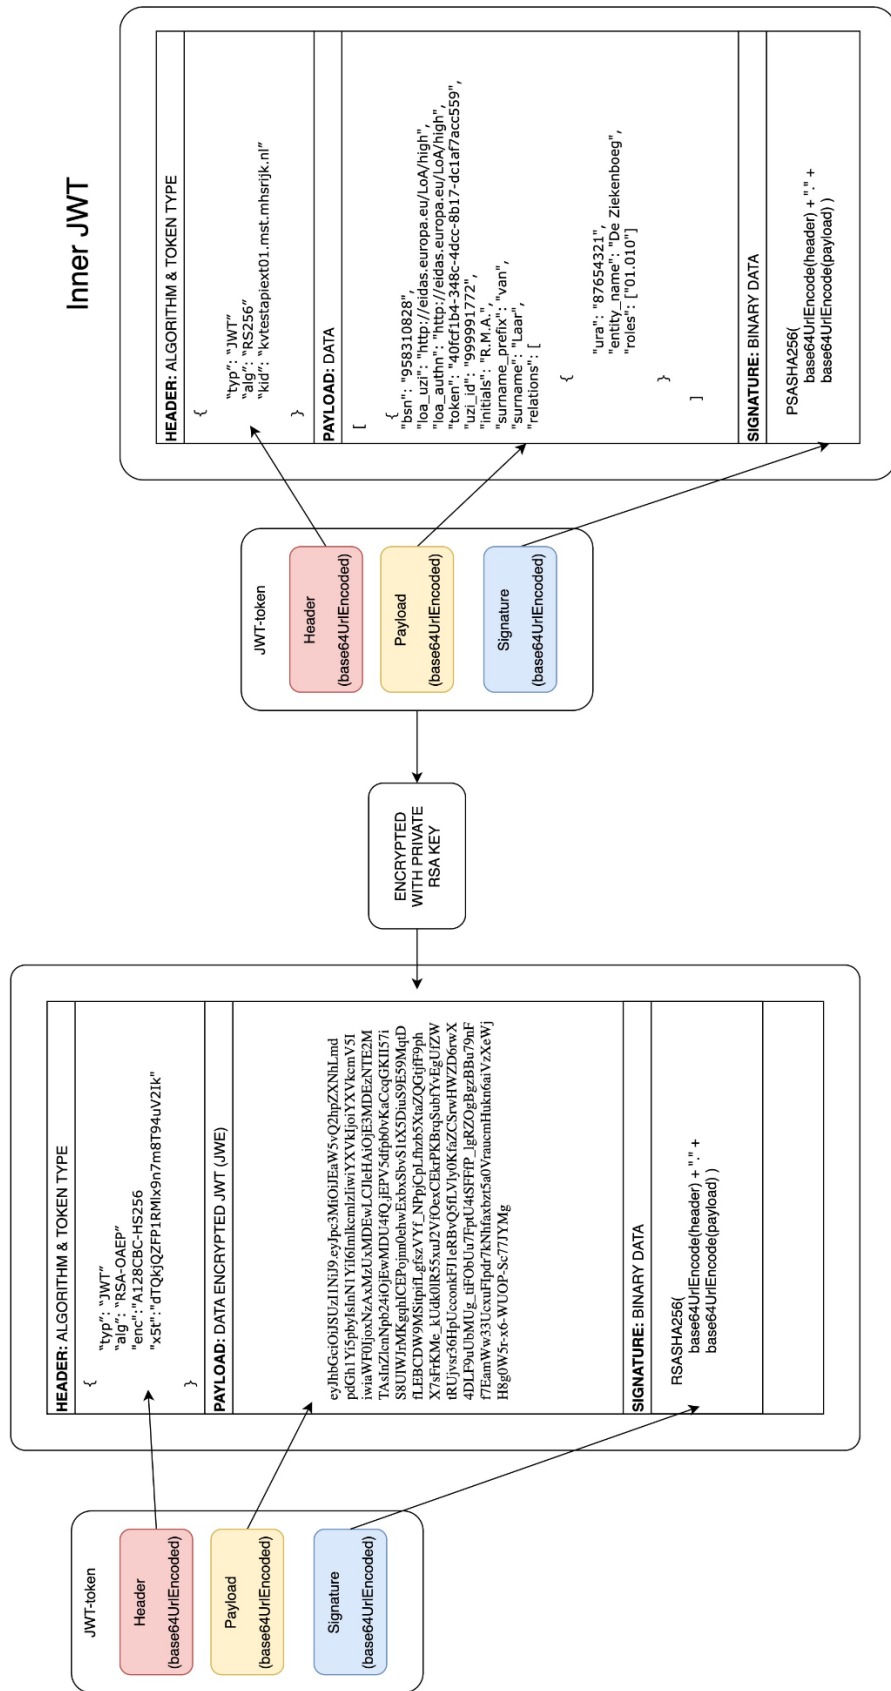 JWT-token
Header
(base64UrlEncoded)
Payload
(base64UrlEncoded)
Signature
(base64UrlEncoded)
HEADER: ALGORITHM & TOKEN TYPE
{
"typ": "JWT"
"alg": "RSA-OAEP"
"enc":"A128CBC-HS256
"x5t":"dTQkjQZFP1RMlx9n7m8T94uV2Ik"
}
PAYLOAD: DATA ENCRYPTED JWT (JWE)
SIGNATURE: BINARY DATA
RSASHA256(
base64UrlEncode(header) + "." +
base64UrlEncode(payload) )
ENCRYPTED
WITH PRIVATE
RSA KEY
JWT-token
Header
(base64UrlEncoded)
Payload
(base64UrlEncoded)
Signature
(base64UrlEncoded)
Inner JWT
HEADER: ALGORITHM & TOKEN TYPE
{
"typ": "JWT"
"alg": "RS256"
"kid": "kvtestapiext01.mst.mhsrijk.nl"
}
PAYLOAD: DATA
[
{
"bsn": "958310828",
"loa_uzi": "http://eidas.europa.eu/LoA/high",
"loa_authn": "http://eidas.europa.eu/LoA/high",
"token": "40fcf1b4-348c-4dcc-8b17-dc1af7acc559",
"uzi_id": "999991772",
"initials": "R.M.A.",
"surname_prefix": "van",
"surname": "Laar",
"relations": [
{
"ura": "87654321",
"entity_name": "De Ziekenboeg",
"roles": ["01.010"]
}
]
SIGNATURE: BINARY DATA
PSASHA256(
base64UrlEncode(header) + "." +
base64UrlEncode(payload) )